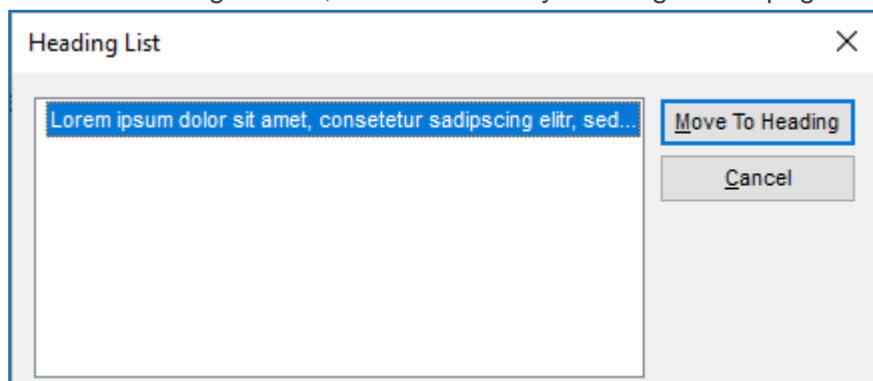 Heading List
Lorem ipsum dolor sit amet, consetetur sadipscing elitr, sed...
Move To Heading
Cancel